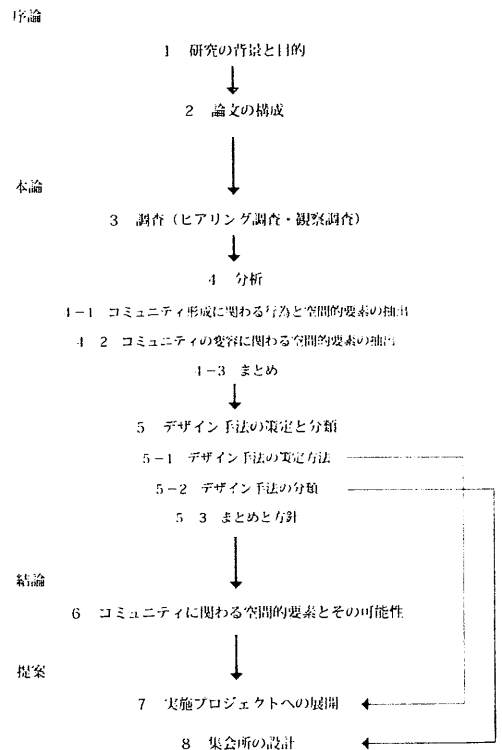 序論
1 研究の背景と目的
2 論文の構成
本論
3 調査(ヒアリング調査・観察調査)
4 分析
4-1 コミュニティ形成に関わる行為と空間的要素の抽出
4 2 コミュニティの変容に関わる空間的要素の抽出
4-3 まとめ
5 デザイン手法の策定と分類
5-1 デザイン手法の策定方法
5-2 デザイン手法の分類
5 3 まとめと方針
結論
6 コミュニティに関わる空間的要素とその可能性
提案
7 実施プロジェクトへの展開
8 集会所の設計